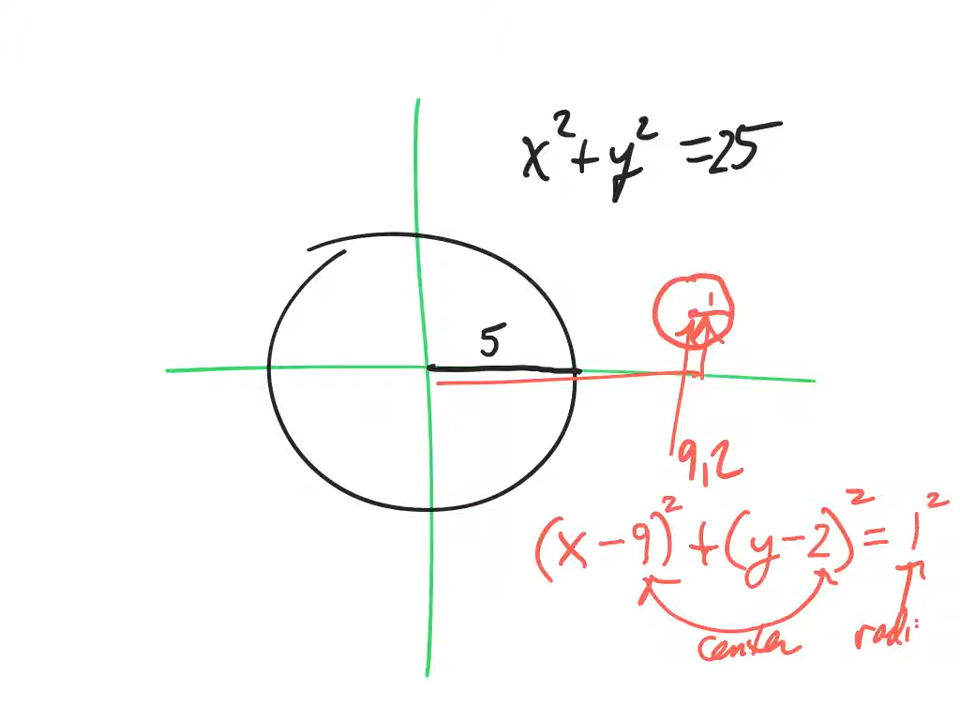 x² + y² = 25
1
5
9,2
(x - 9)² + (y - 2)² = 1²
center radi